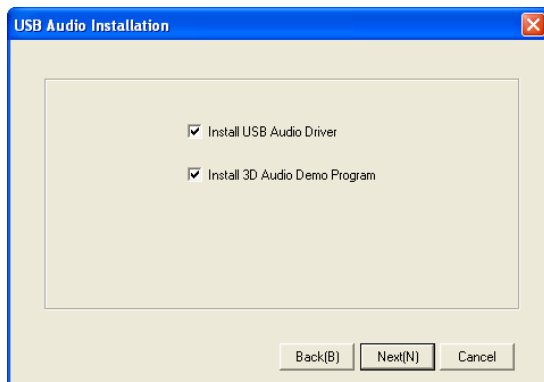 USB Audio Installation
Install USB Audio Driver
Install 3D Audio Demo Program
Back(B) Next(N) Cancel